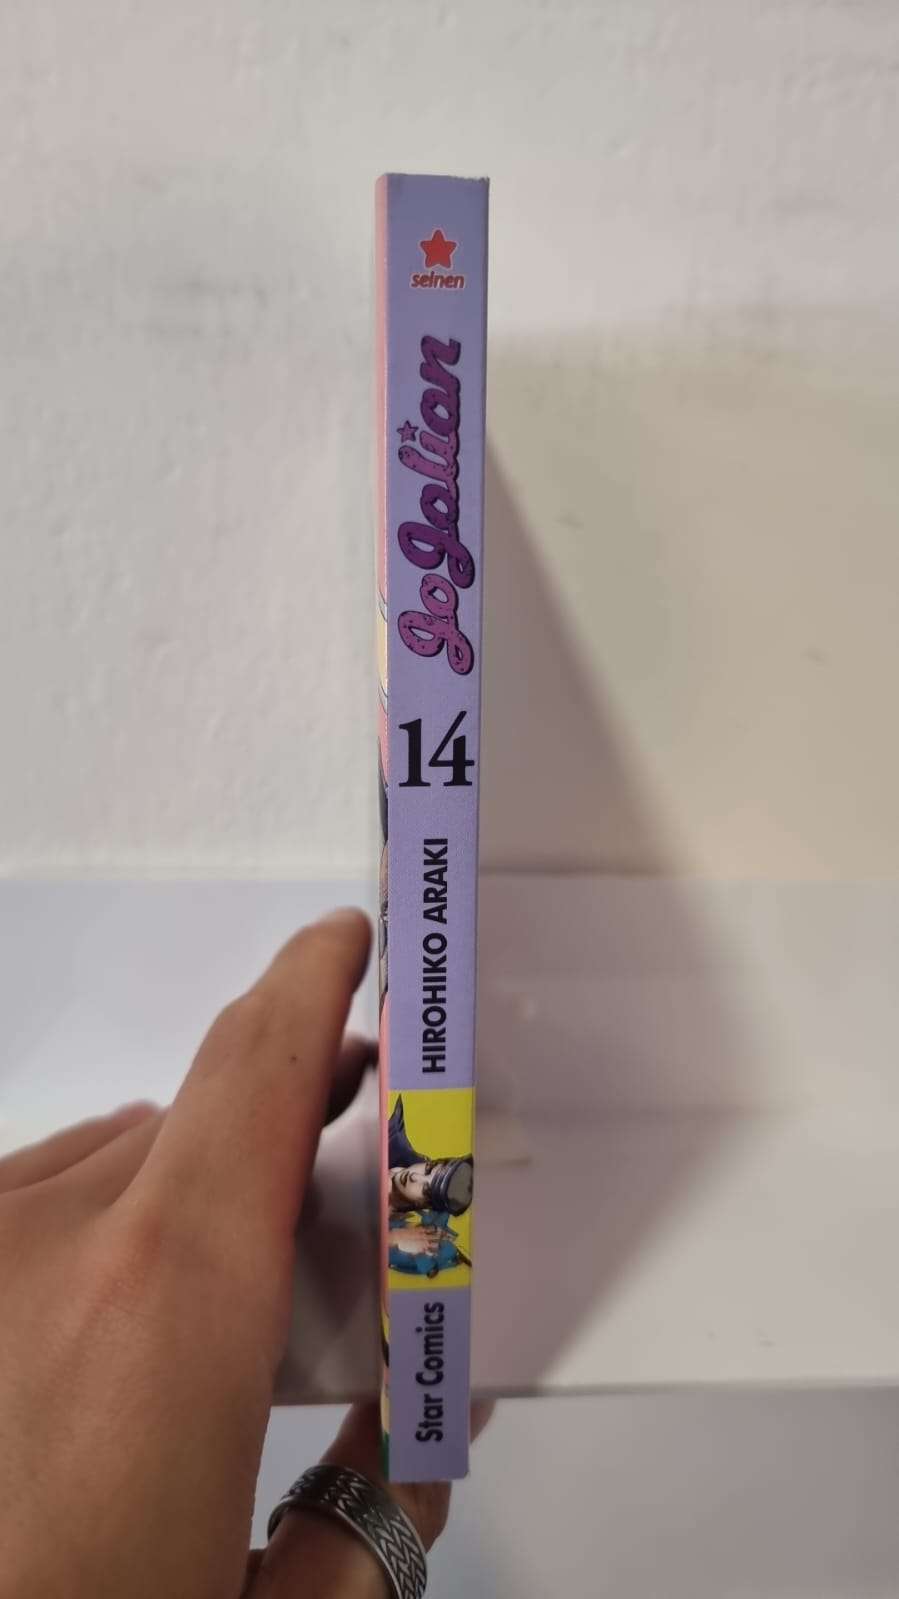 seinen
JoJolion
14
HIROHIKO ARAKI
Star Comics